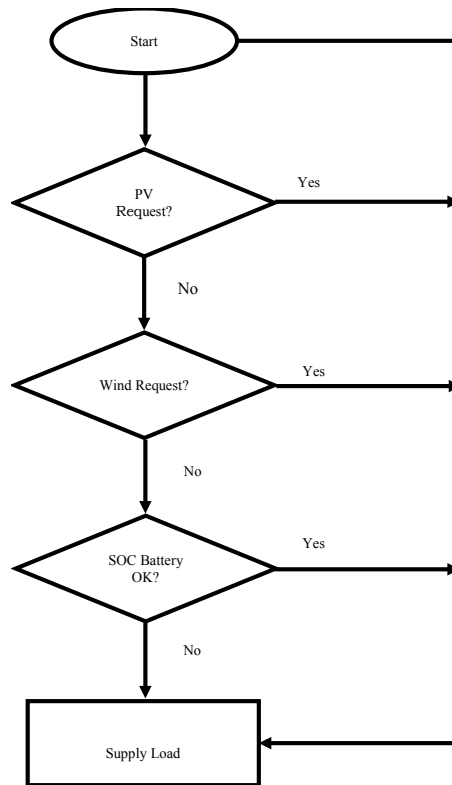 Start
PV
Request?
Yes
No
Wind Request?
Yes
No
SOC Battery
OK?
Yes
No
Supply Load